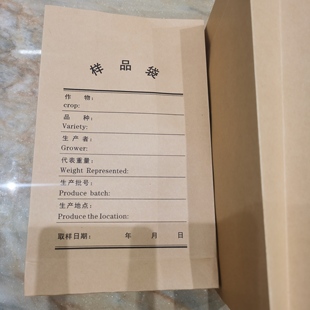 样品袋
作 物：
crop:
品 种：
Variety:
生 产 者：
Grower:
代表重量：
Weight Represented:
生产批号：
Produce batch:
生产地点：
Produce the location:
取样日期： 年 月 日